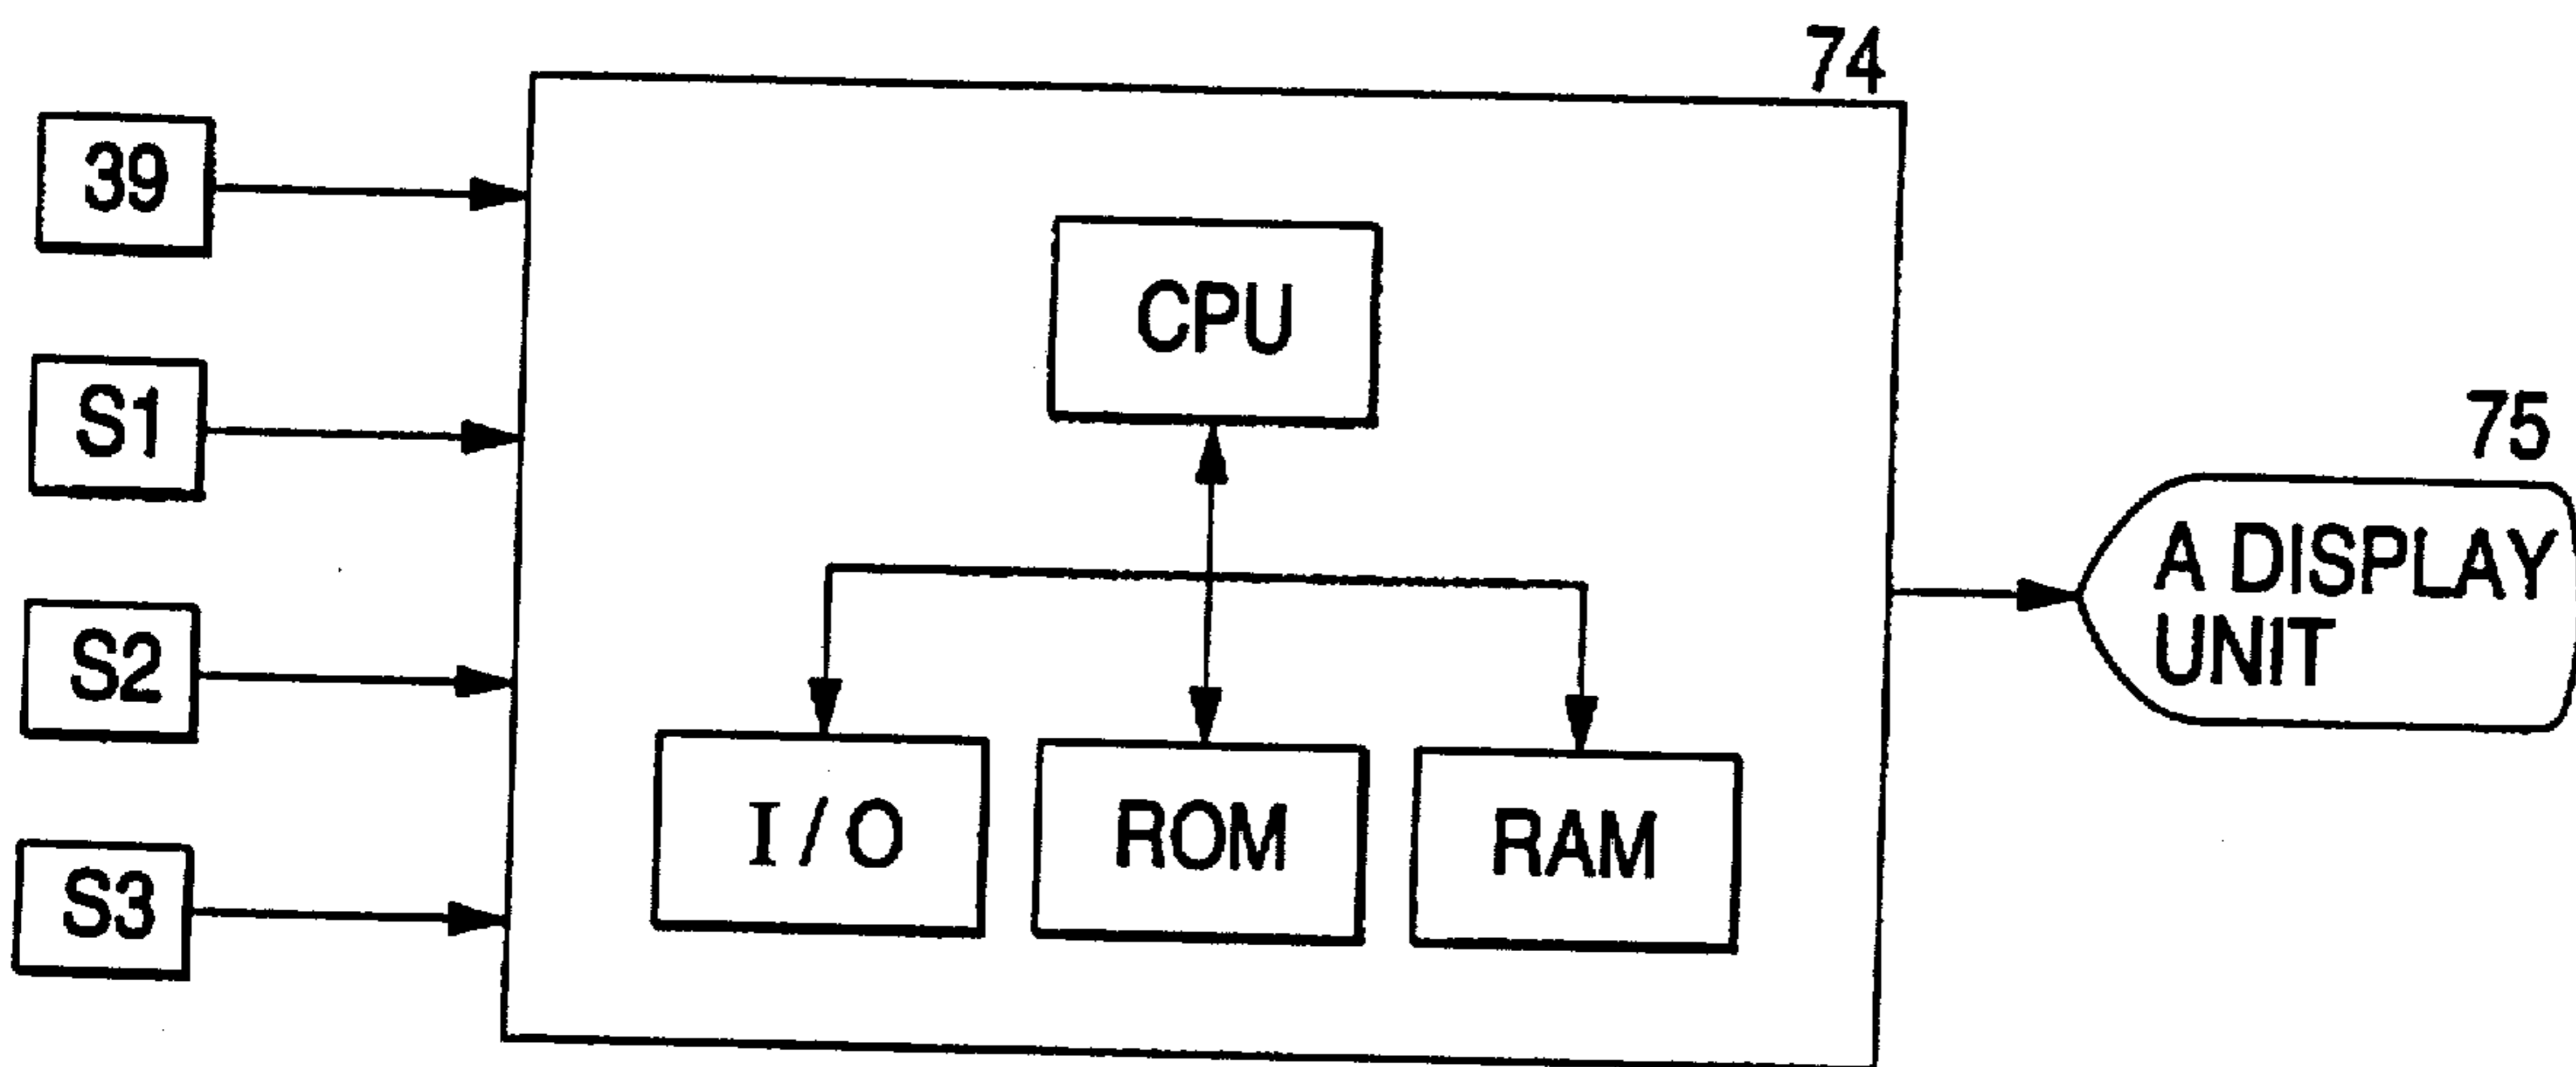 74
39
CPU
S1
75
A DISPLAY
UNIT
S2
I / O
ROM
RAM
S3